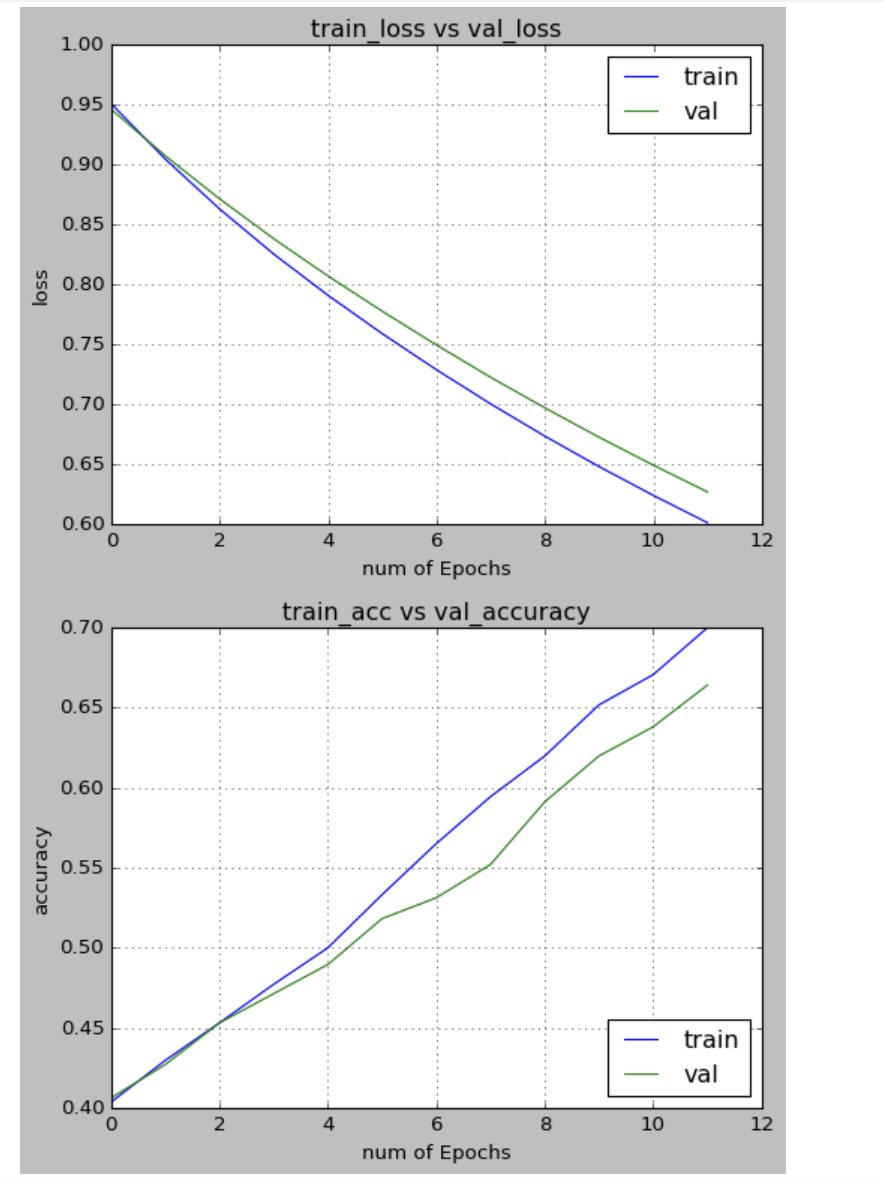 train_loss vs val_loss
1.00
0.95
0.90
0.85
0.80
0.75
0.70
0.65
0.60
loss
train
val
0 2 4 6 8 10 12
num of Epochs
train_acc vs val_accuracy
0.70
0.65
0.60
0.55
0.50
0.45
0.40
accuracy
train
val
0 2 4 6 8 10 12
num of Epochs